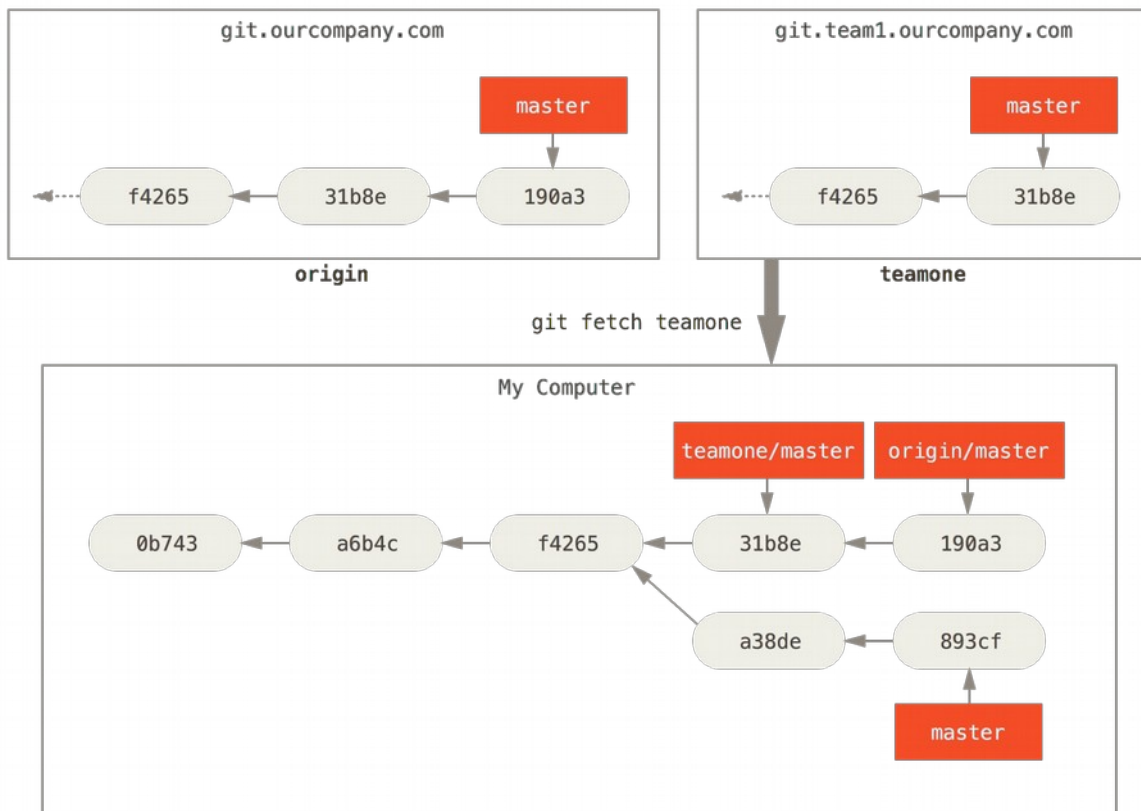 git.ourcompany.com
master
f4265
31b8e
190a3
origin
git.team1.ourcompany.com
master
f4265
31b8e
teamone
git fetch teamone
My Computer
teamone/master
origin/master
0b743
a6b4c
f4265
31b8e
190a3
a38de
893cf
master